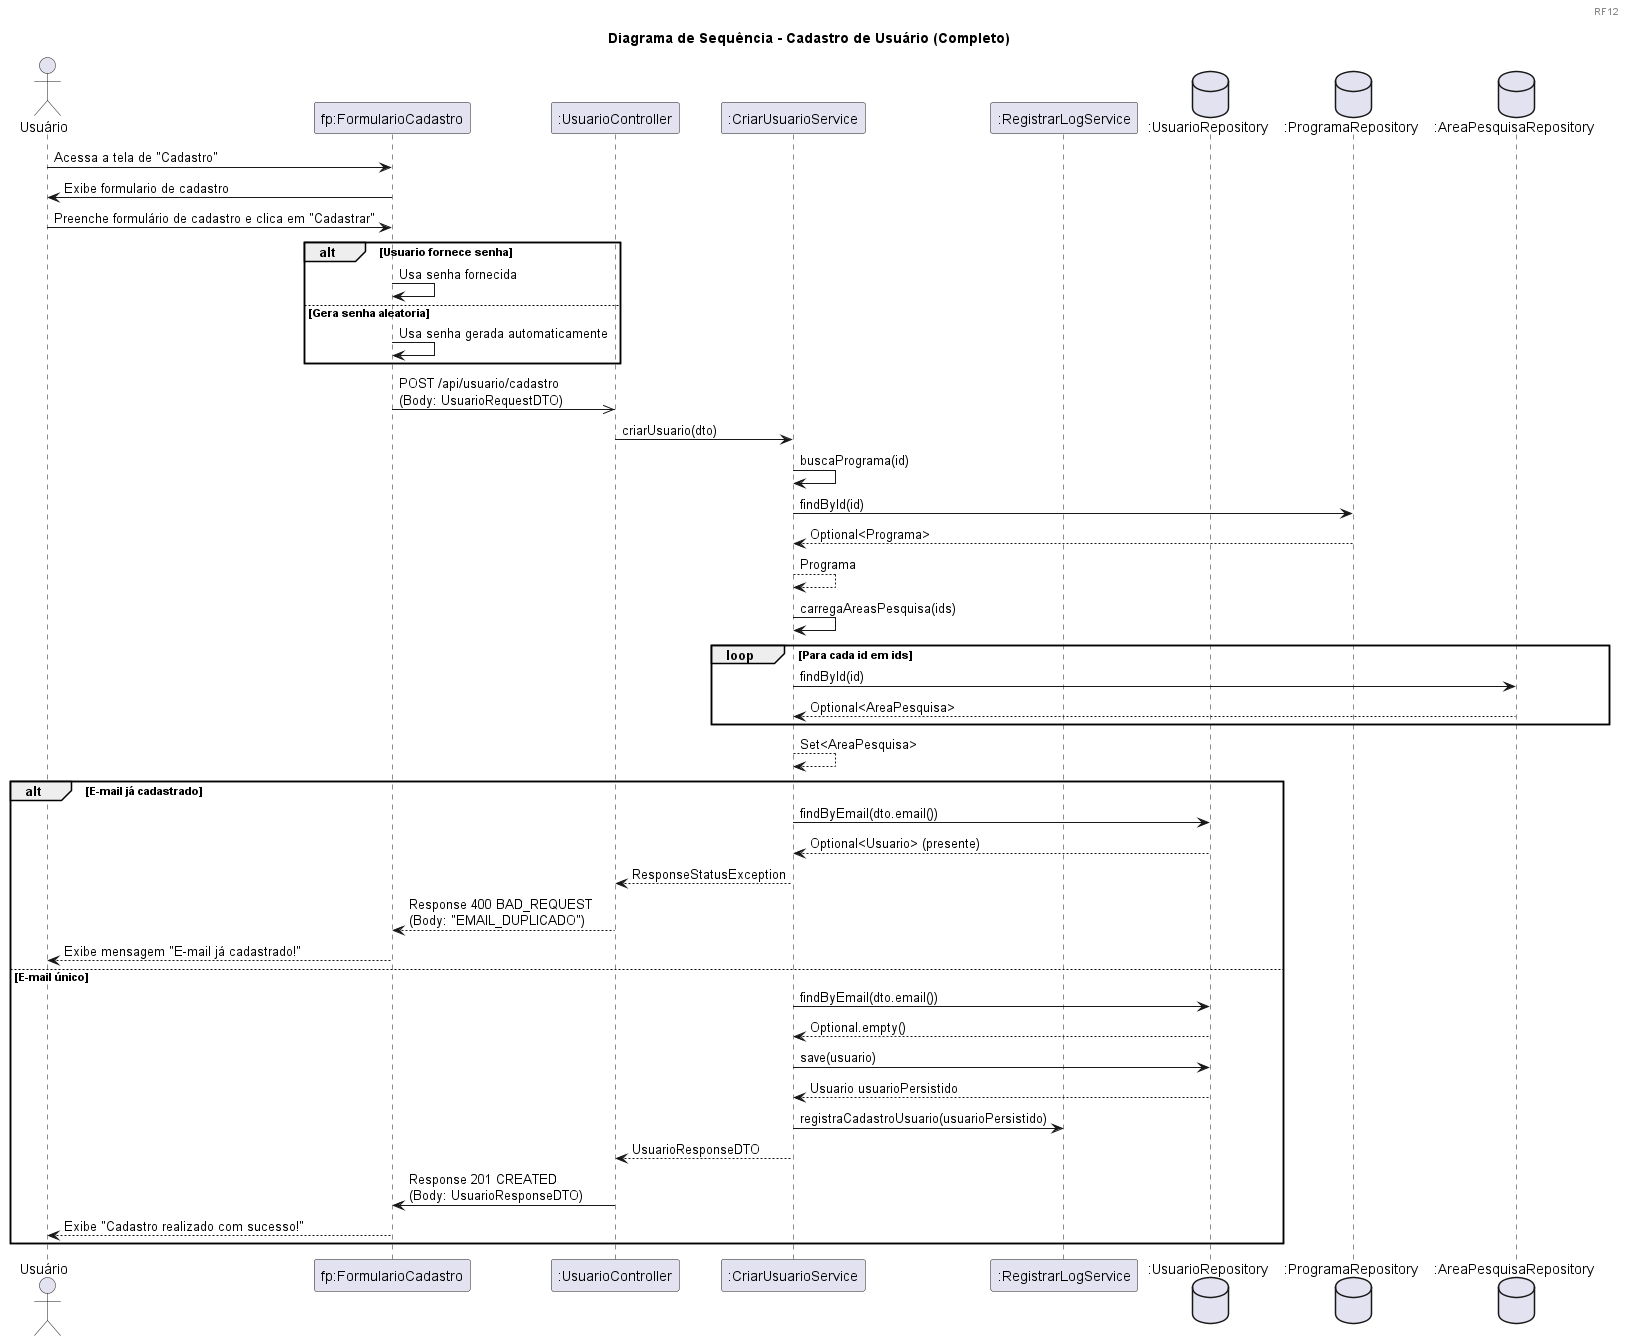 RF12
Diagrama de Sequência - Cadastro de Usuário (Completo)
Usuário
fp:FormularioCadastro
:UsuarioController
:CriarUsuarioService
:RegistrarLogService
:UsuarioRepository
:ProgramaRepository
:AreaPesquisaRepository
Acessa a tela de "Cadastro"
Exibe formulario de cadastro
Preenche formulário de cadastro e clica em "Cadastrar"
alt
[Usuario fornece senha]
Usa senha fornecida
[Gera senha aleatoria]
Usa senha gerada automaticamente
POST /api/usuario/cadastro
(Body: UsuarioRequestDTO)
criarUsuario(dto)
buscaPrograma(id)
findById(id)
Optional<Programa>
Programa
carregaAreasPesquisa(ids)
loop
[Para cada id em ids]
findById(id)
Optional<AreaPesquisa>
Set<AreaPesquisa>
alt
[E-mail já cadastrado]
findByEmail(dto.email())
Optional<Usuario> (presente)
ResponseStatusException
Response 400 BAD_REQUEST
(Body: "EMAIL_DUPLICADO")
Exibe mensagem "E-mail já cadastrado!"
[E-mail único]
findByEmail(dto.email())
Optional.empty()
save(usuario)
Usuario usuarioPersistido
registraCadastroUsuario(usuarioPersistido)
UsuarioResponseDTO
Response 201 CREATED
(Body: UsuarioResponseDTO)
Exibe "Cadastro realizado com sucesso!"
Usuário
fp:FormularioCadastro
:UsuarioController
:CriarUsuarioService
:RegistrarLogService
:UsuarioRepository
:ProgramaRepository
:AreaPesquisaRepository